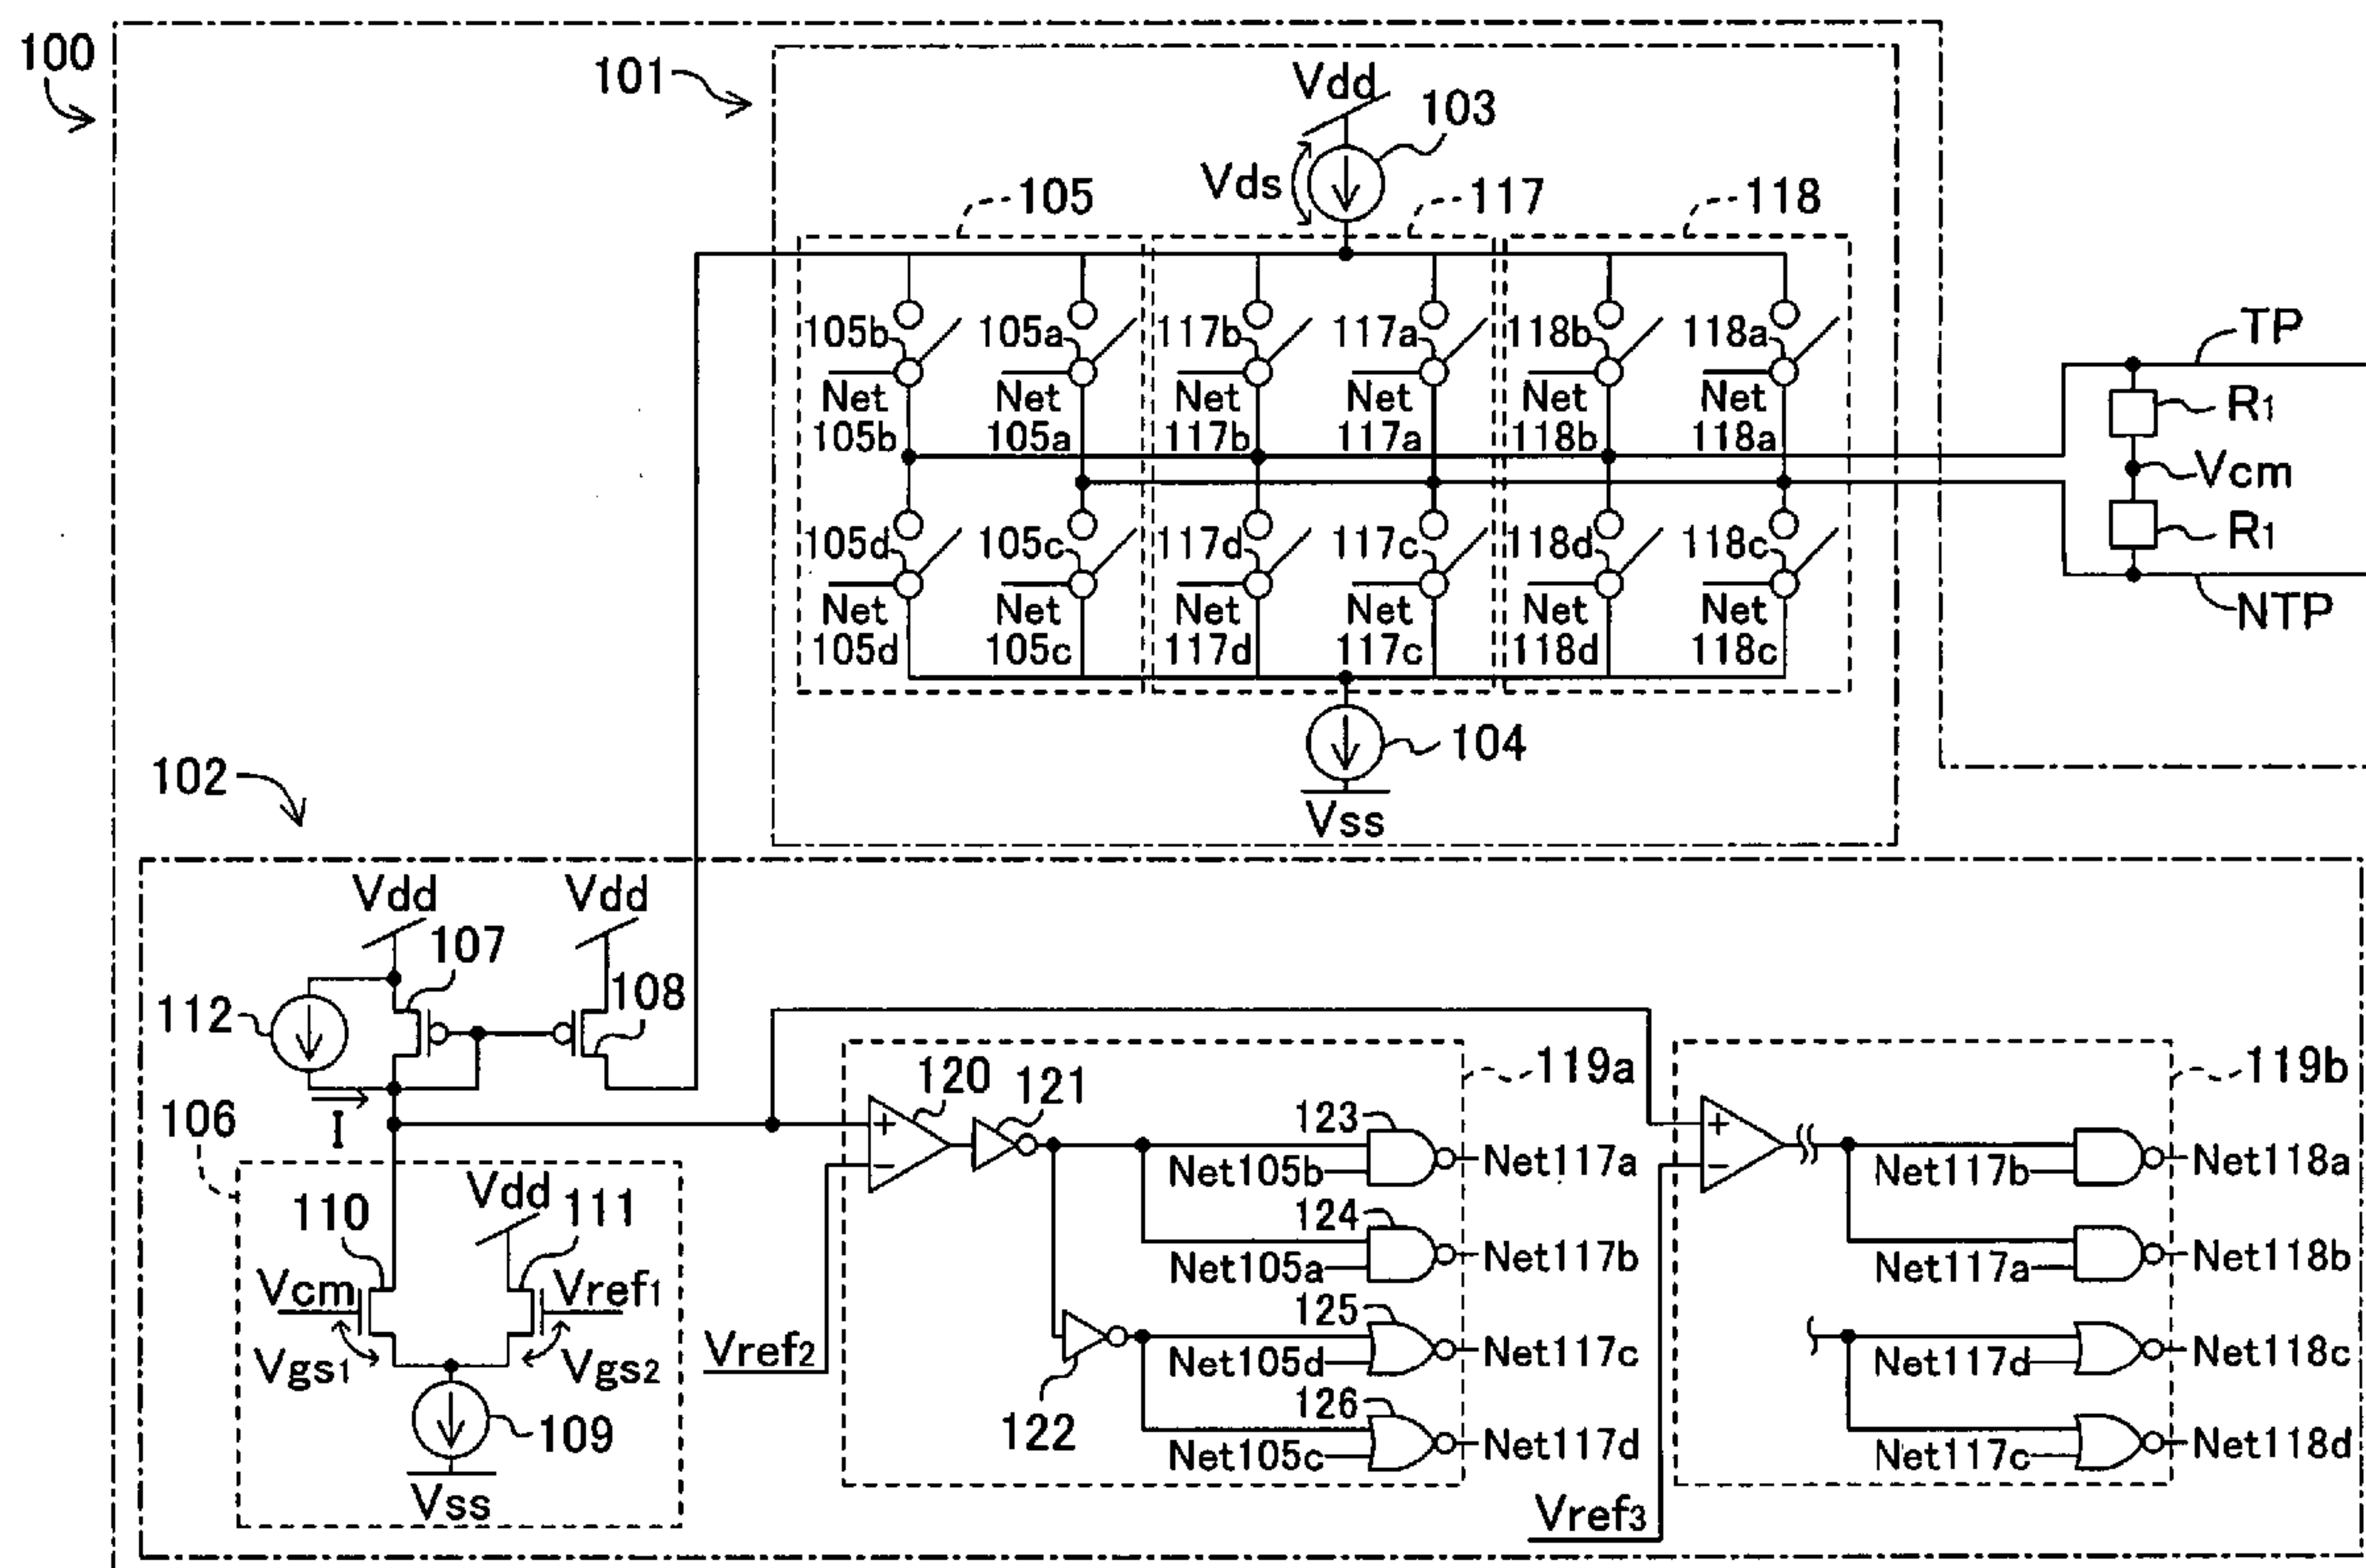 100
101
Vdd
103
Vds
105
117
118
105b
105a
117b
117a
118b
118a
Net 105b
Net 105a
Net 117b
Net 117a
Net 118b
Net 118a
105d
105c
117d
117c
118d
118c
Net 105d
Net 105c
Net 117d
Net 117c
Net 118d
Net 118c
104
Vss
TP
R1
Vcm
R1
NTP
102
Vdd
Vdd
107
108
112
I
106
110
Vdd
111
Vcm
Vref1
Vgs1
Vgs2
109
Vss
120
121
119a
123
Net105b
Net117a
124
Net105a
Net117b
125
Net105d
Net117c
122
126
Net105c
Net117d
Vref2
119b
Net117b
Net118a
Net117a
Net118b
Net117d
Net118c
Net117c
Net118d
Vref3